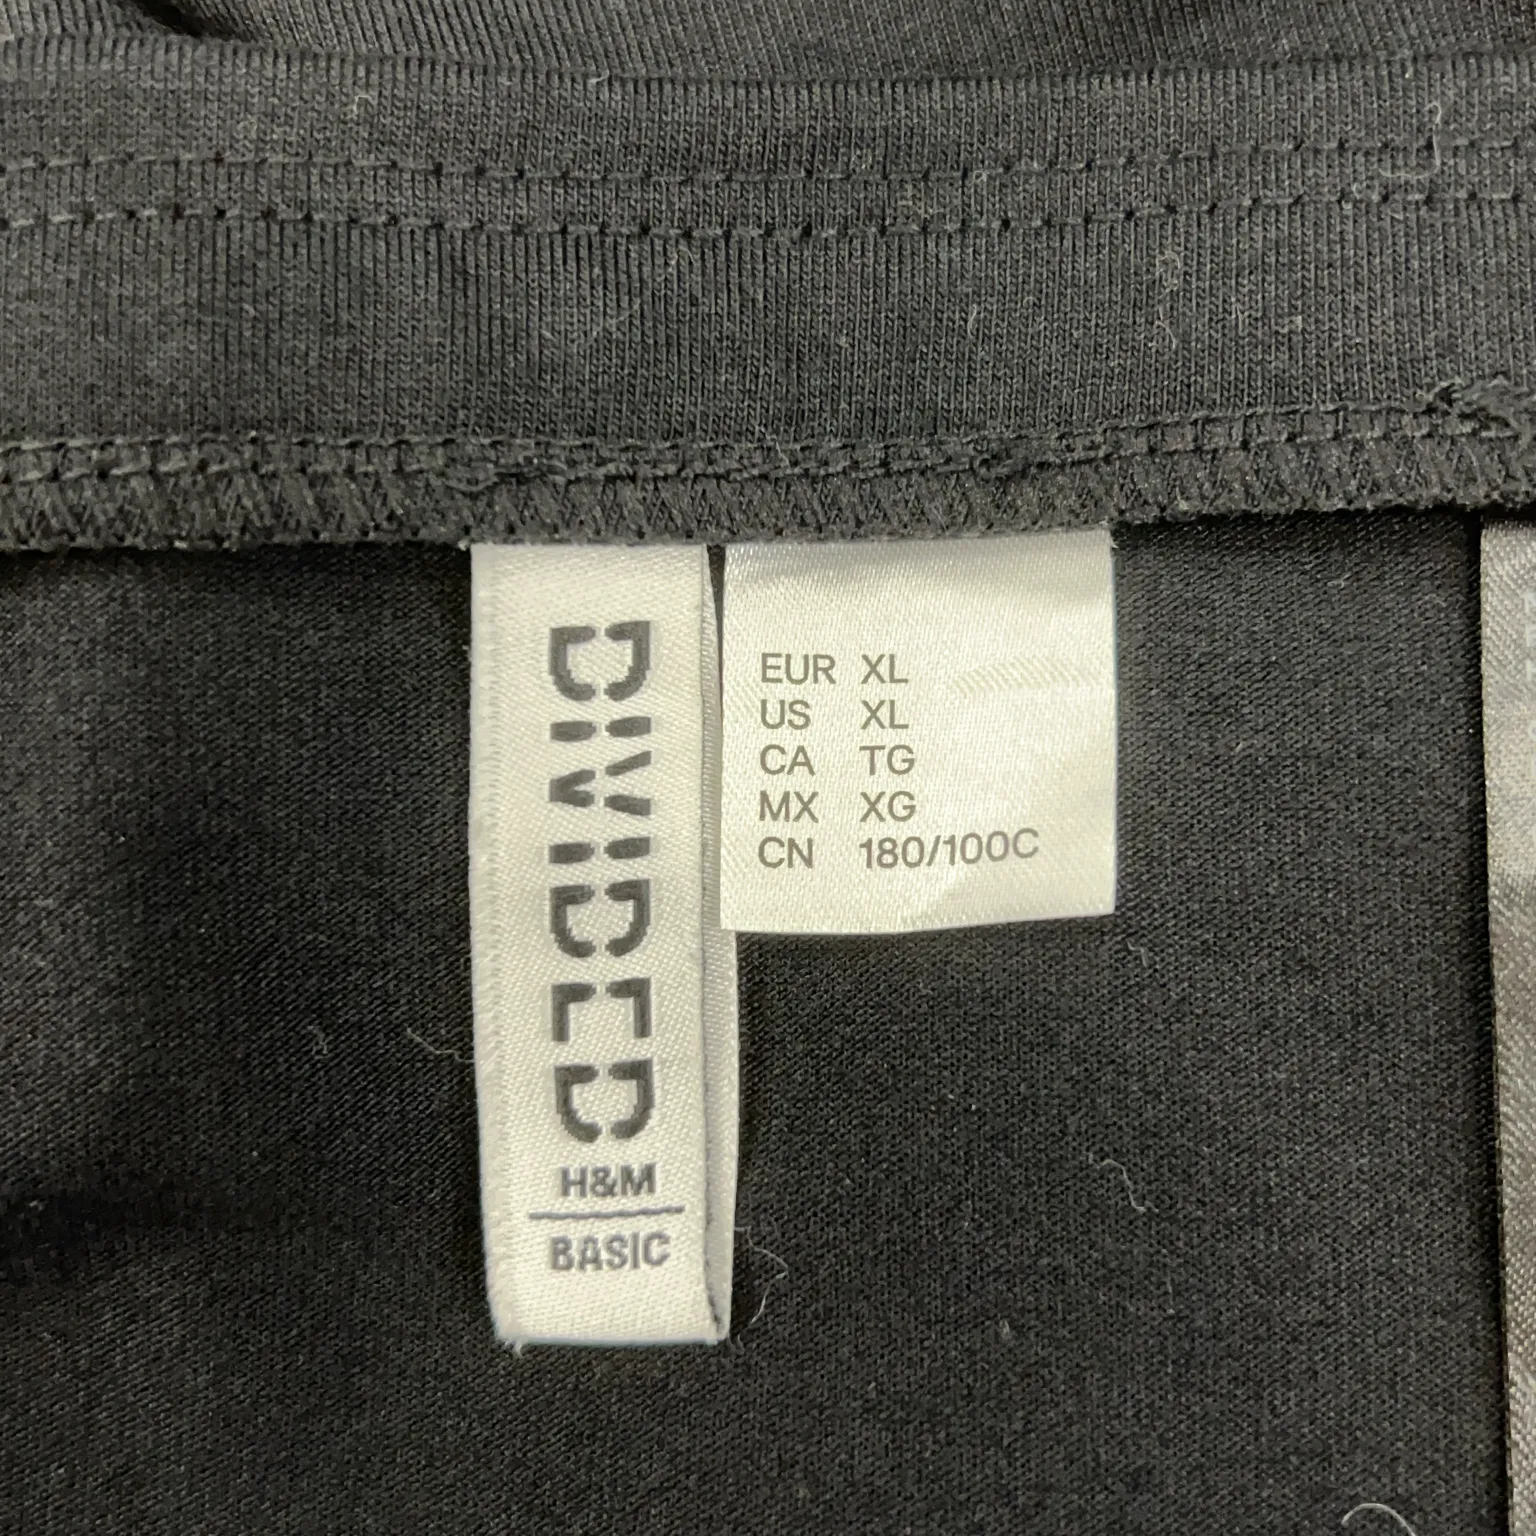 DIVIDED
H&M
BASIC
EUR XL
US XL
CA TG
MX XG
CN 180/100C